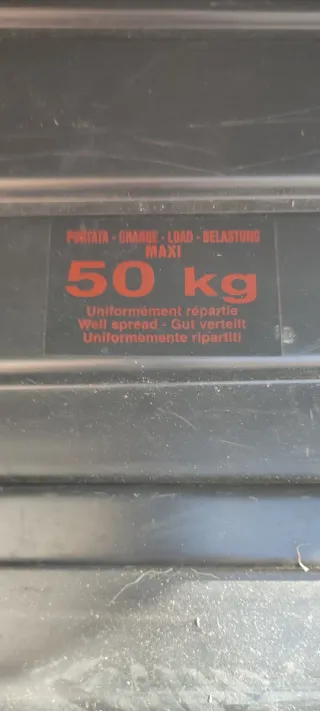 PORTATA - CHARGE - LOAD - BELASTUNG
MAXI
50 kg
Uniformément répartie
Well spread - Gut verteilt
Uniformemente ripartiti